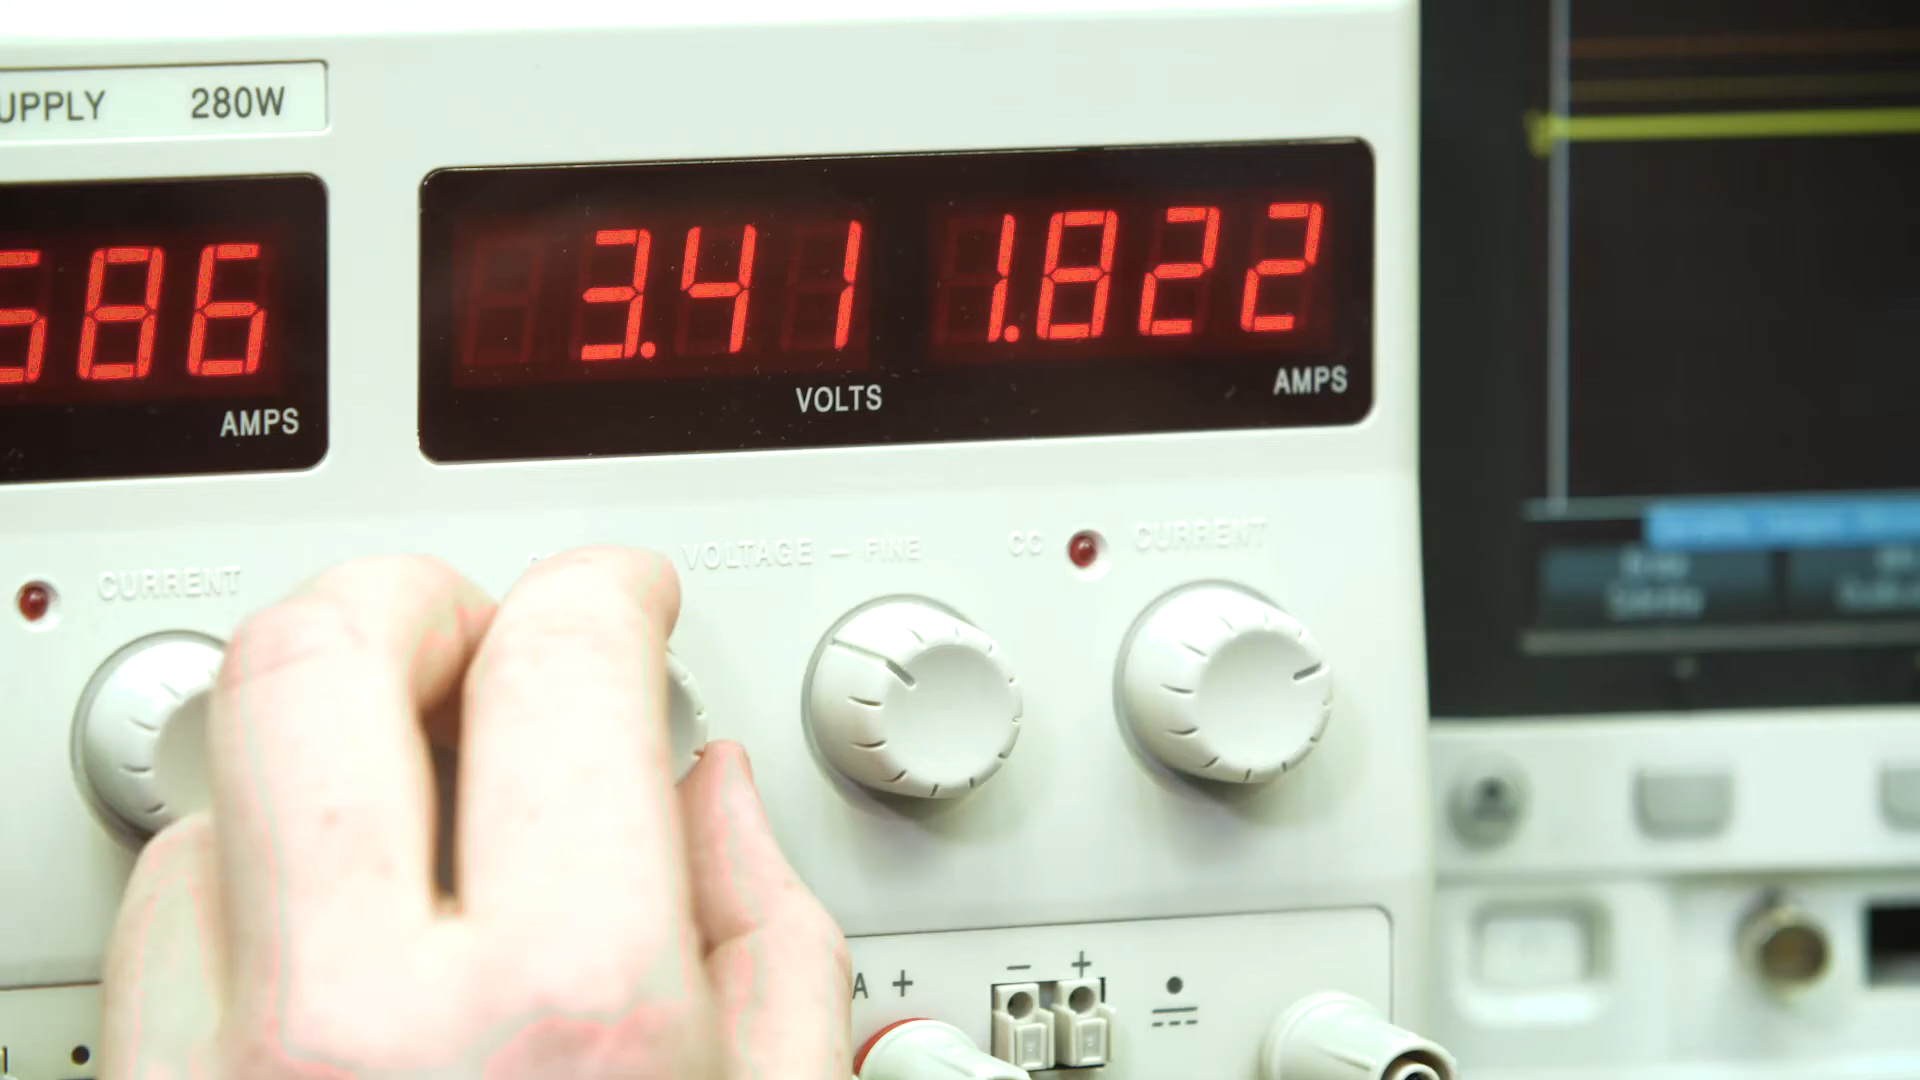 UPPLY 280W
586
AMPS
3.41 1.822
VOLTS
AMPS
CURRENT
VOLTAGE — FINE
CC
CURRENT
A +
− +